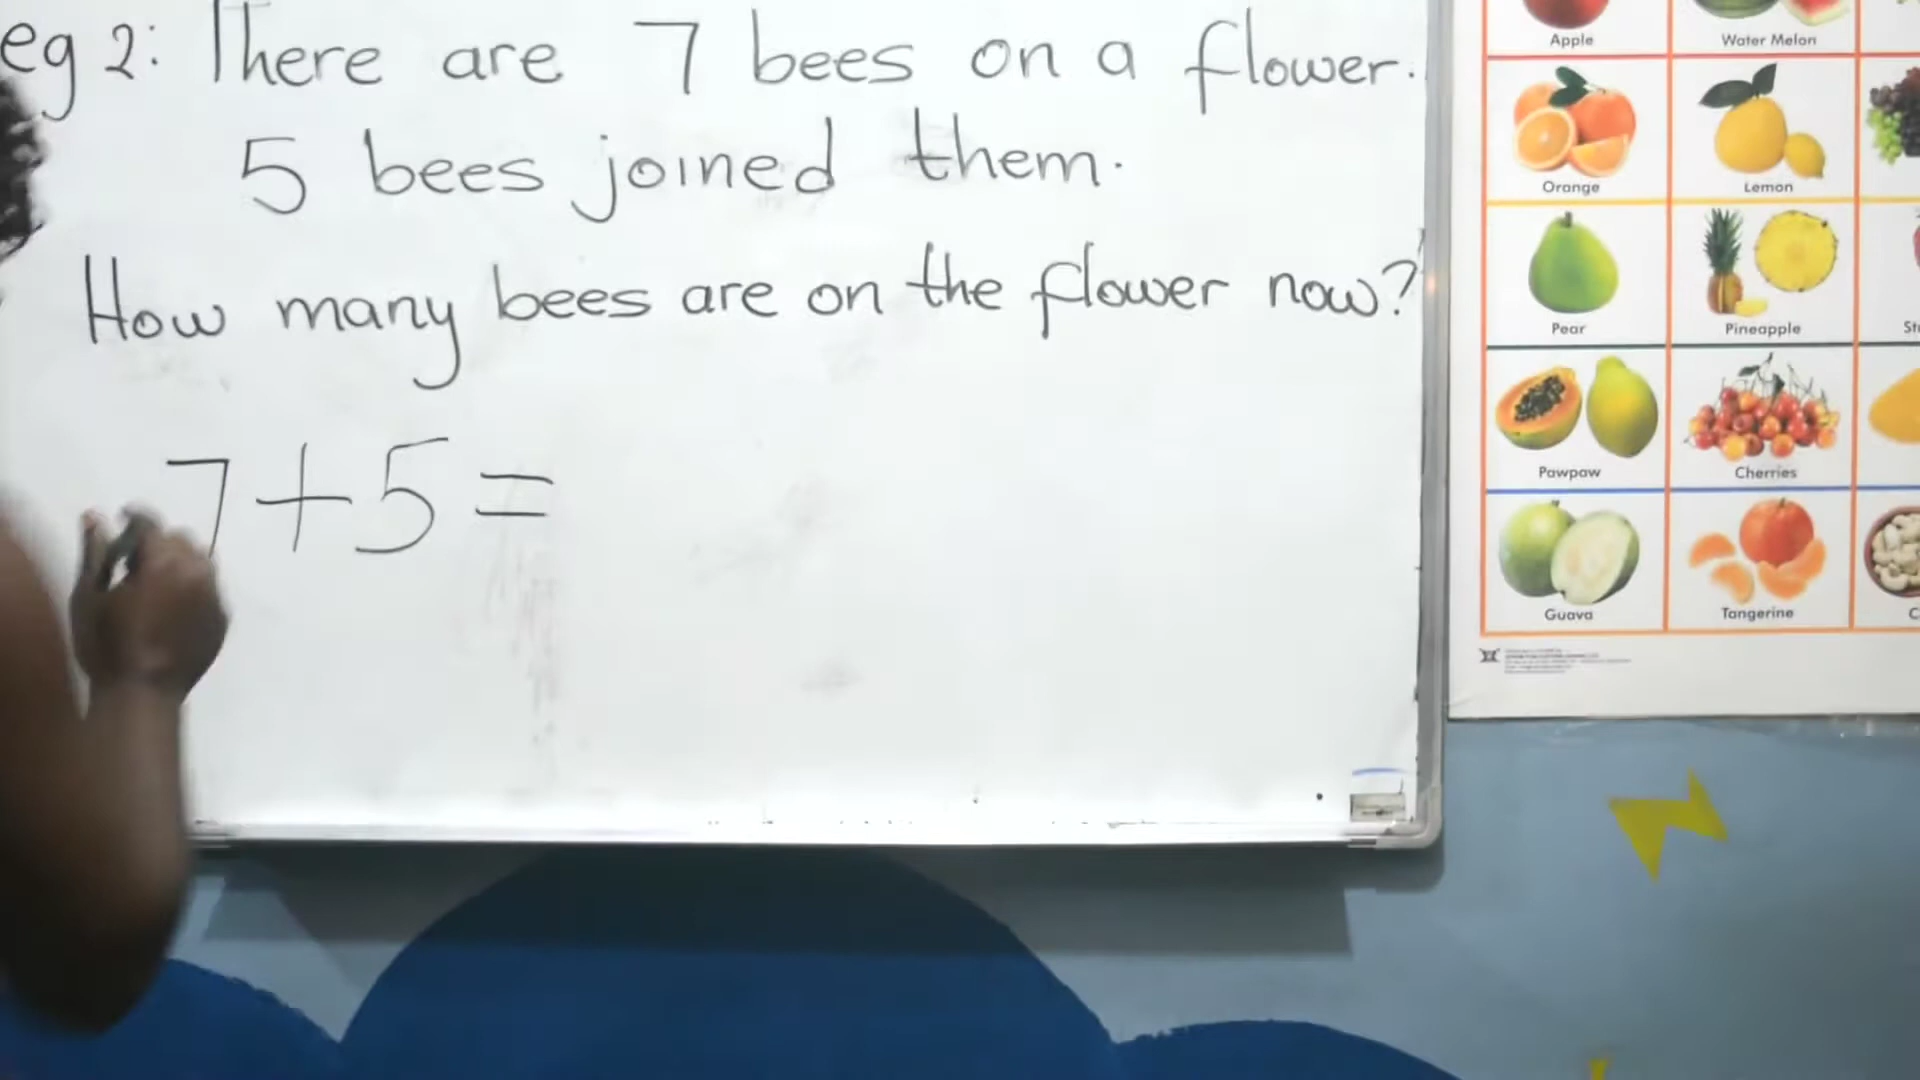 eg 2: There are 7 bees on a flower.
5 bees joined them.
How many bees are on the flower now?
7+5=
Apple
Water Melon
Orange
Lemon
Pear
Pineapple
Pawpaw
Cherries
Guava
Tangerine